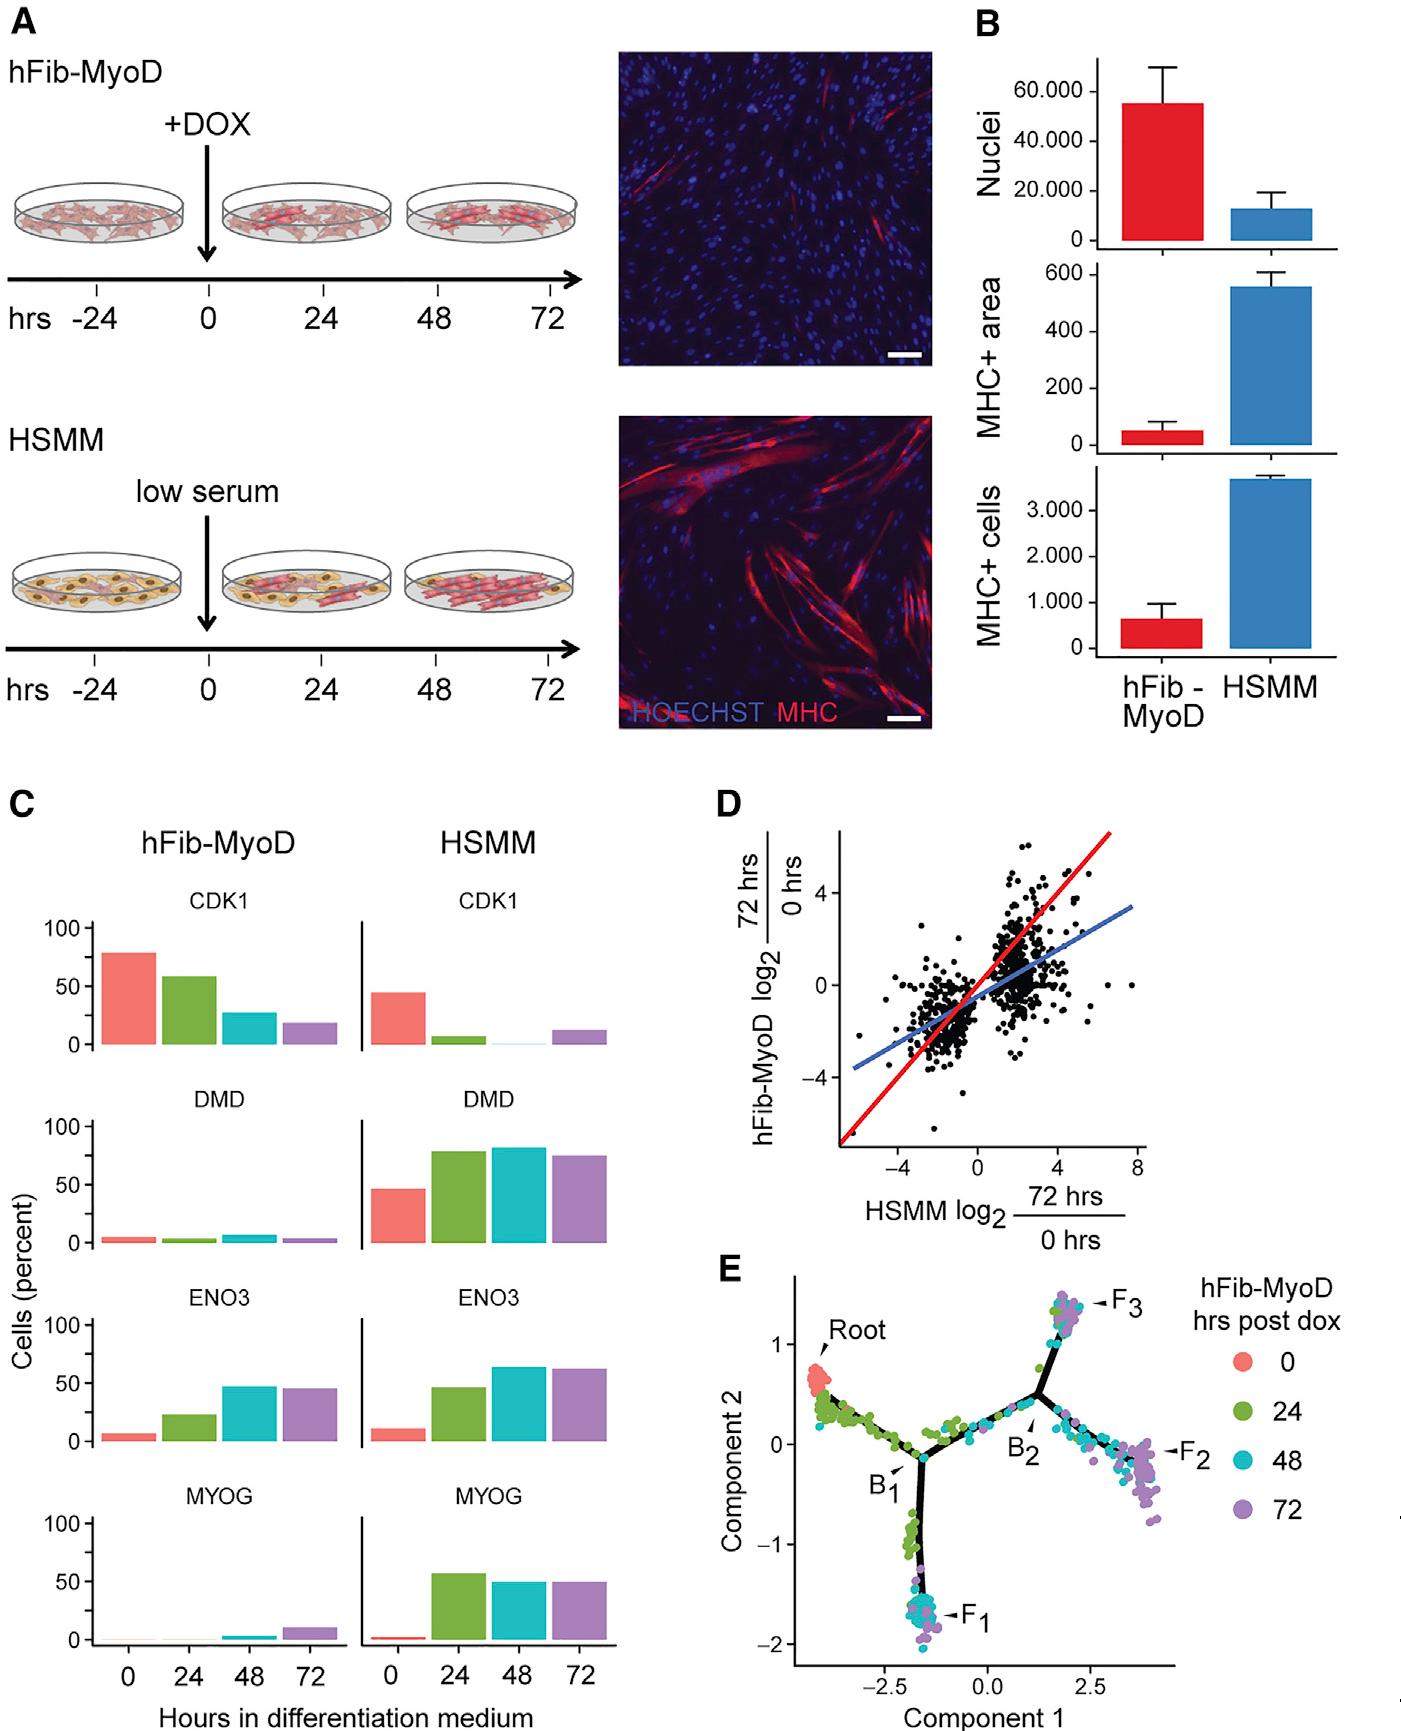 A
hFib-MyoD
+DOX
hrs -24 0 24 48 72
HSMM
low serum
hrs -24 0 24 48 72
HOECHST MHC
B
Nuclei
60.000
40.000
20.000
0
MHC+ area
600
400
200
0
MHC+ cells
3.000
2.000
1.000
0
hFib - HSMM
MyoD
C
hFib-MyoD HSMM
Cells (percent)
CDK1 CDK1
100
50
0
DMD DMD
100
50
0
ENO3 ENO3
100
50
0
MYOG MYOG
100
50
0
0 24 48 72 0 24 48 72
Hours in differentiation medium
D
hFib-MyoD log2 72 hrs
0 hrs
4
0
−4
−4 0 4 8
HSMM log2 72 hrs
0 hrs
E
Component 2
1
0
−1
−2
Root
F3
B2
F2
B1
F1
−2.5 0.0 2.5
Component 1
hFib-MyoD
hrs post dox
0
24
48
72